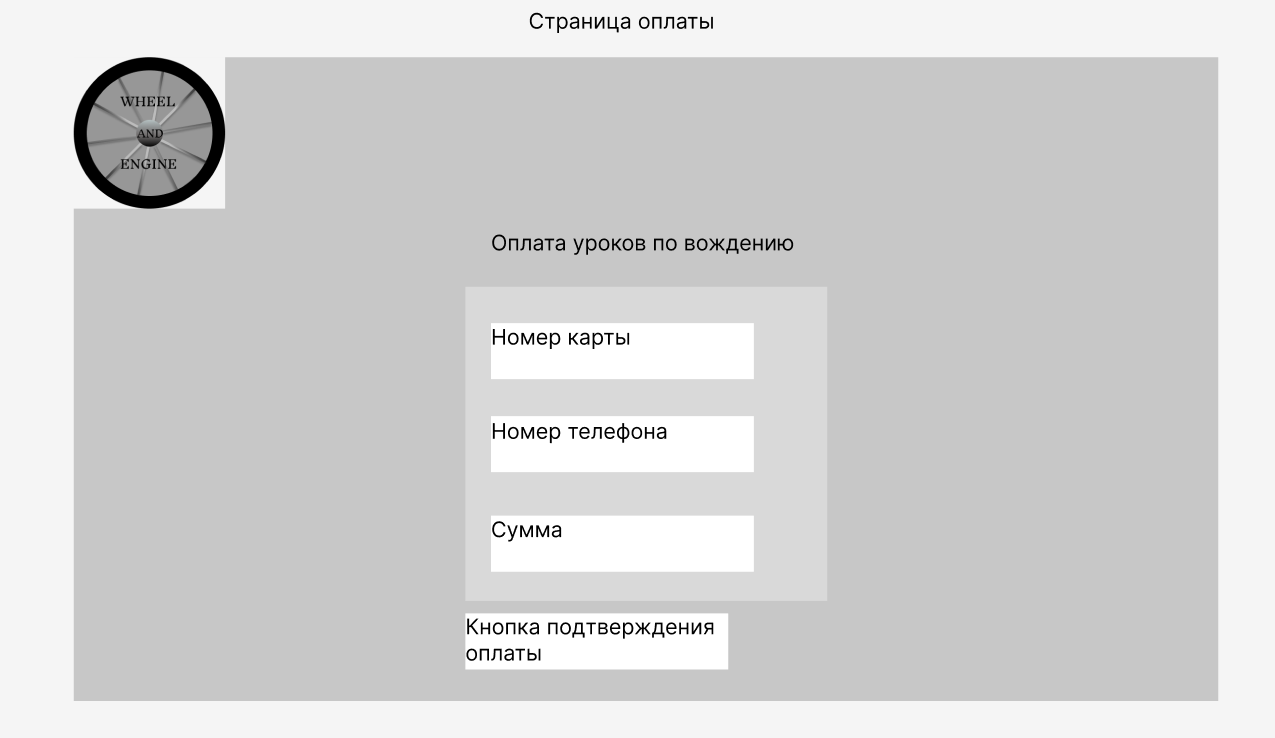 Страница оплаты
WHEEL
AND
ENGINE
Оплата уроков по вождению
Номер карты
Номер телефона
Сумма
Кнопка подтверждения
оплаты